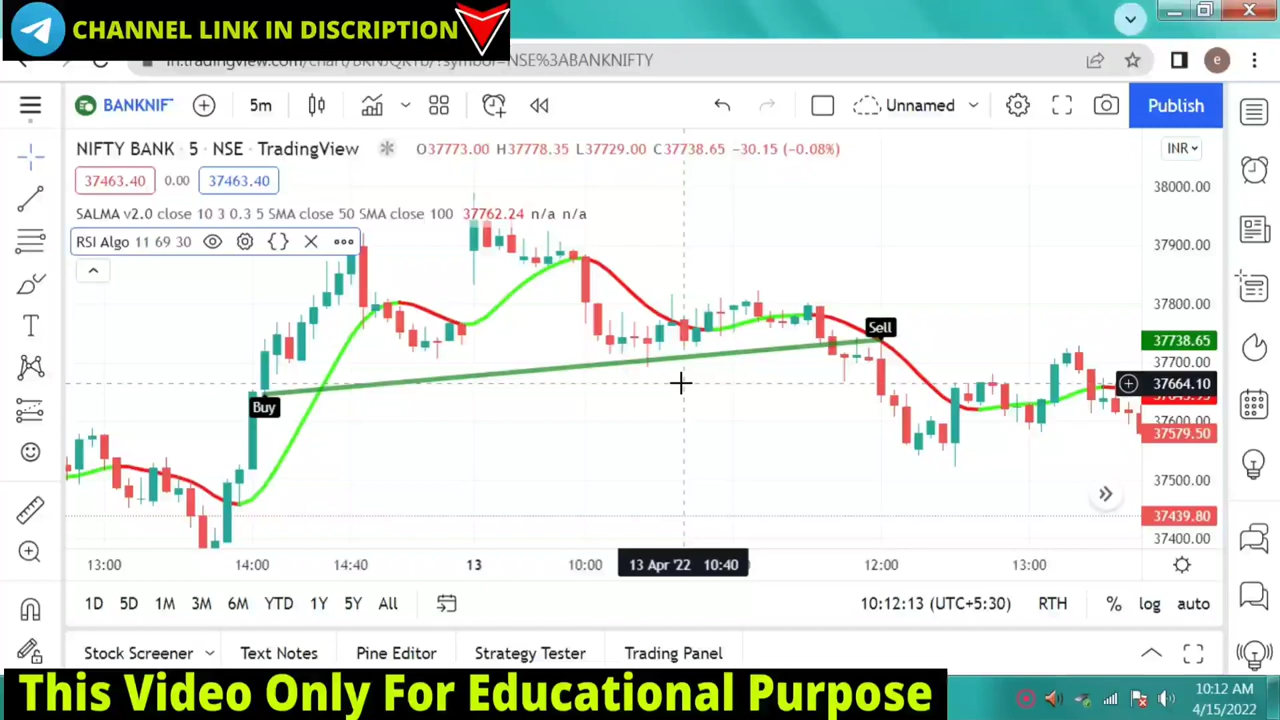 CHANNEL LINK IN DISCRIPTION
NSE%3ABANKNIFTY
BANKNIF
5m
Unnamed
Publish
NIFTY BANK · 5 · NSE · TradingView
O37773.00 H37778.35 L37729.00 C37738.65 −30.15 (−0.08%)
INR
37463.40 0.00 37463.40
SALMA v2.0 close 10 3 0.3 5 SMA close 50 SMA close 100 37762.24 n/a n/a
RSI Algo 11 69 30
38000.00
37900.00
37800.00
Sell
37738.65
37700.00
37664.10
Buy
37600.00
37579.50
37500.00
37439.80
37400.00
13:00 14:00 14:40 13 10:00 13 Apr '22 10:40 12:00 13:00
1D 5D 1M 3M 6M YTD 1Y 5Y All 10:12:13 (UTC+5:30) RTH % log auto
Stock Screener Text Notes Pine Editor Strategy Tester Trading Panel
This Video Only For Educational Purpose
10:12 AM
4/15/2022